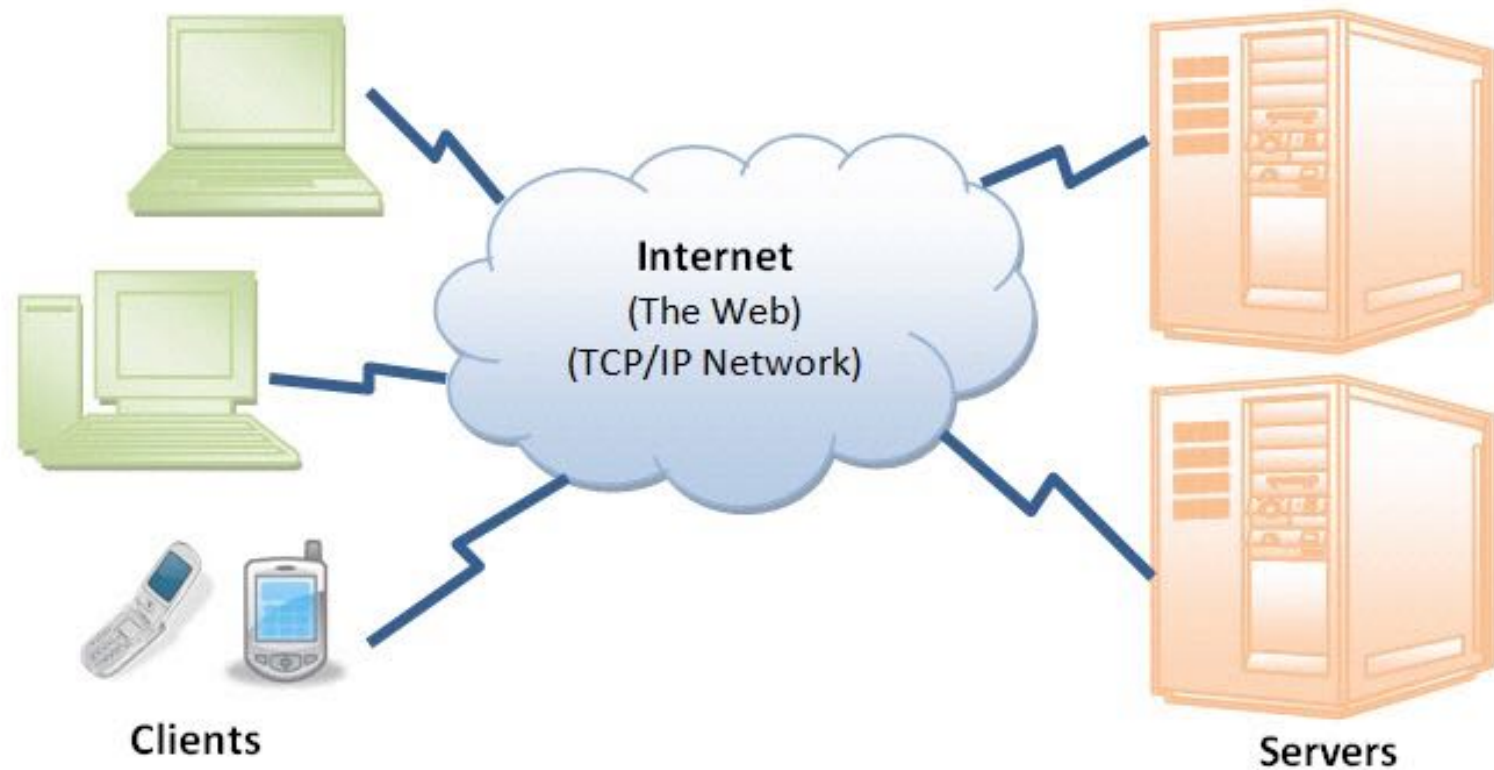 Internet
(The Web)
(TCP/IP Network)
Clients
Servers